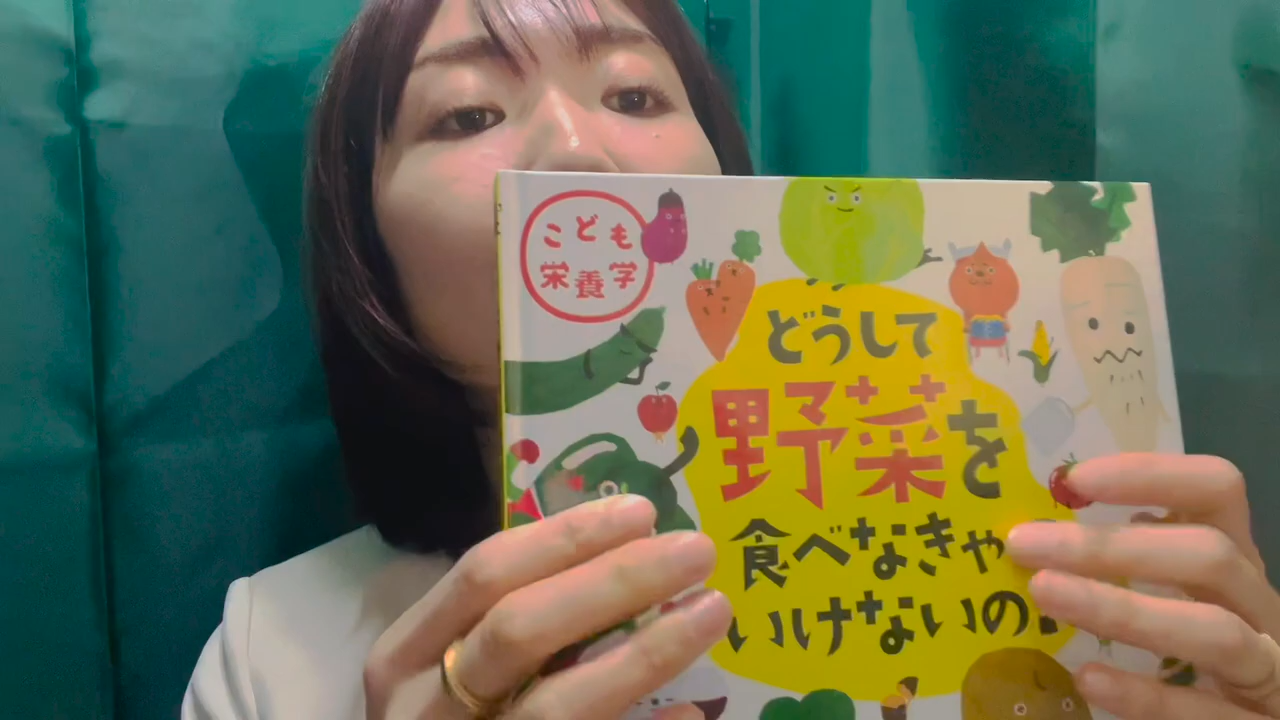 こども
栄養学
どうして
野菜を
食べなきゃ
いけないの?